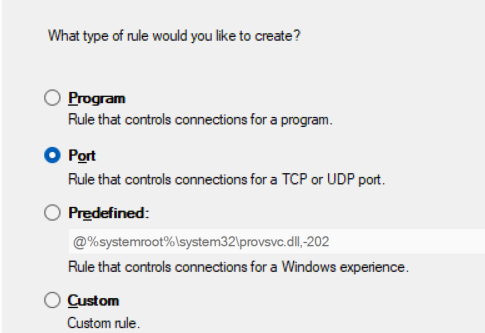 What type of rule would you like to create?
Program
Rule that controls connections for a program.
Port
Rule that controls connections for a TCP or UDP port.
Predefined:
@%systemroot%\system32\provsvc.dll,-202
Rule that controls connections for a Windows experience.
Custom
Custom rule.